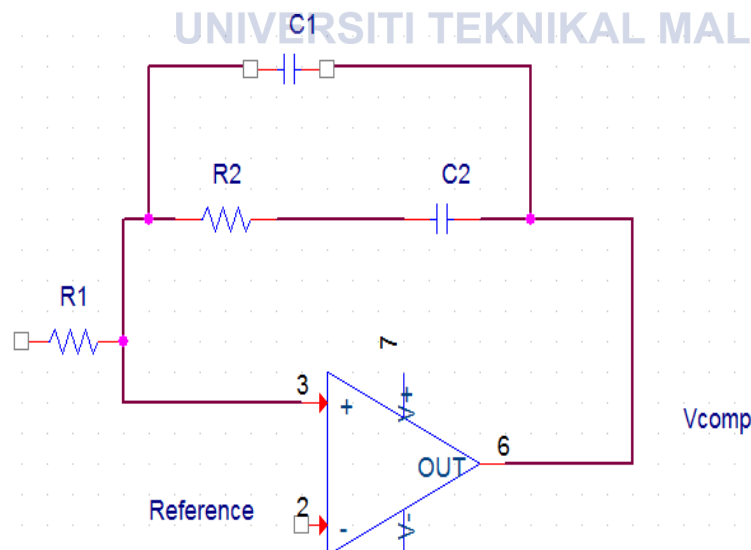 UNIVERSITI TEKNIKAL MAL
C1
R2
C2
R1
7
3
+
V+
6
Vcomp
OUT
Reference
2
-
V-